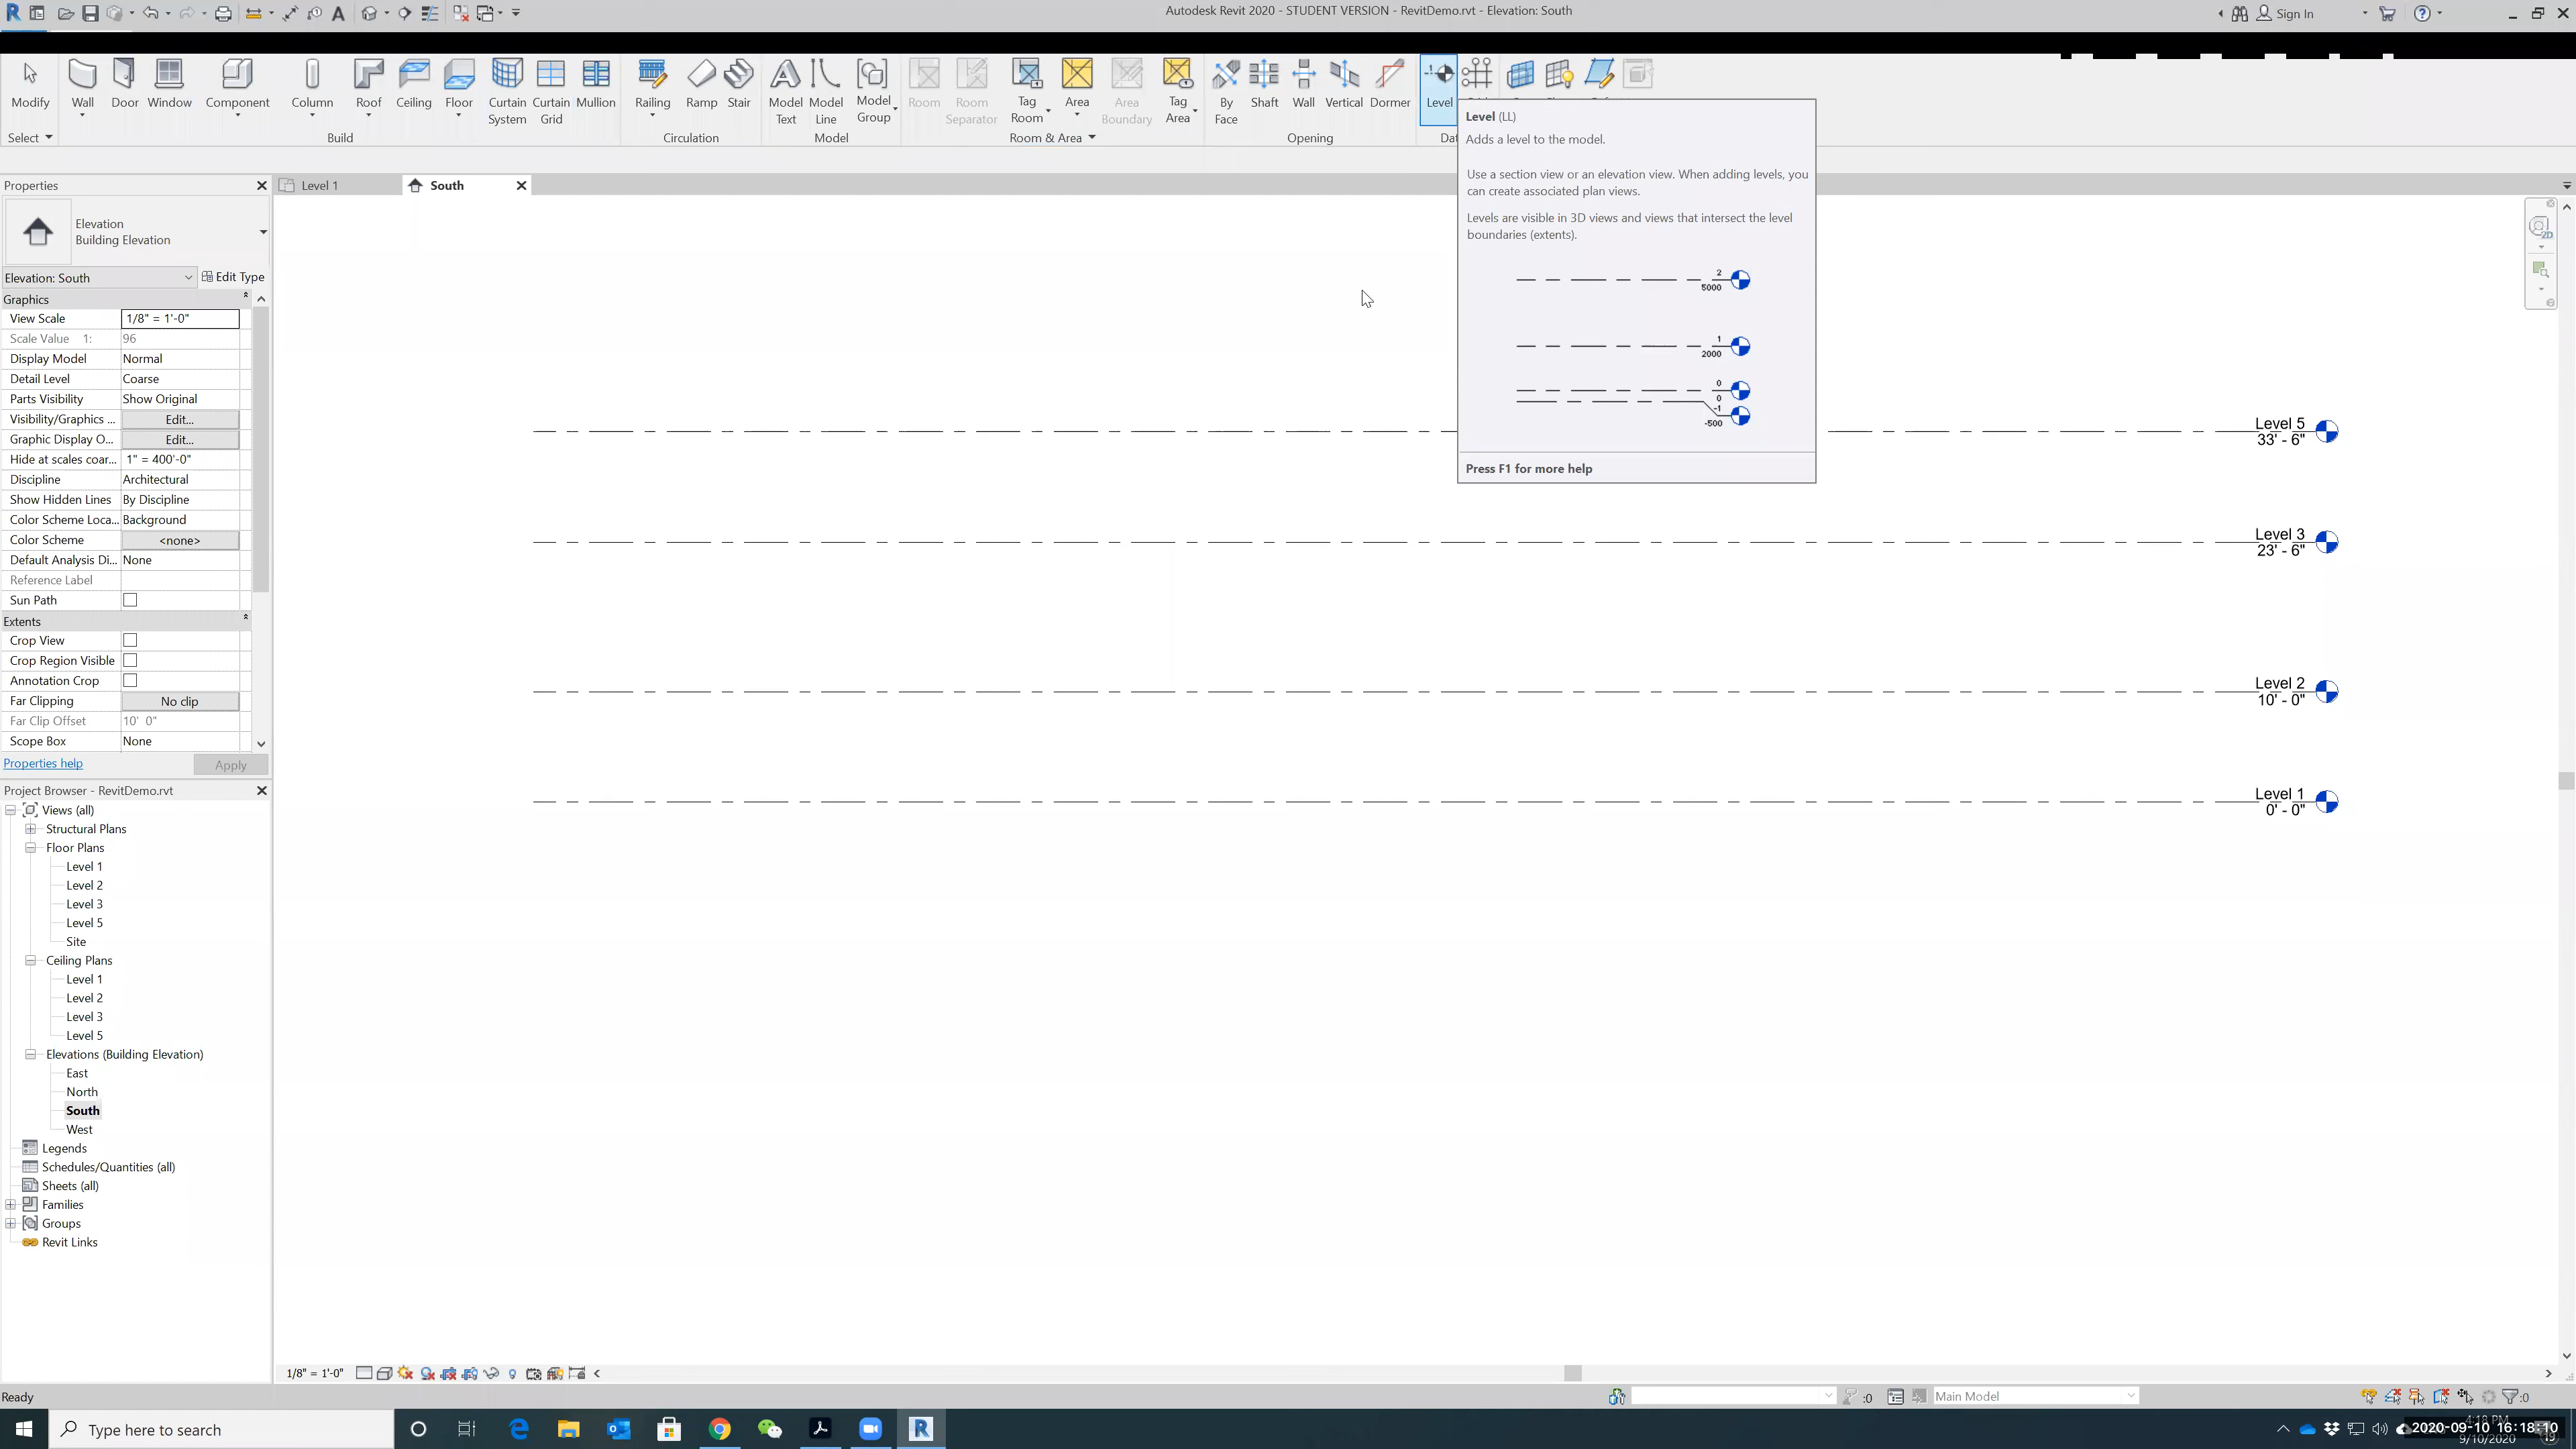 Autodesk Revit 2020 - STUDENT VERSION - RevitDemo.rvt - Elevation: South
Sign In
Modify
Wall
Door
Window
Component
Column
Roof
Ceiling
Floor
Curtain System
Curtain Grid
Mullion
Railing
Ramp
Stair
Model Text
Model Line
Model Group
Room
Room Separator
Tag Room
Area
Area Boundary
Tag Area
By Face
Shaft
Wall
Vertical
Dormer
Level
Select
Build
Circulation
Model
Room & Area
Opening
Level (LL)
Adds a level to the model.
Use a section view or an elevation view. When adding levels, you
can create associated plan views.
Levels are visible in 3D views and views that intersect the level
boundaries (extents).
2
5000
1
2000
0
0
-1
-500
Press F1 for more help
Properties
Level 1
South
Elevation
Building Elevation
Elevation: South
Edit Type
Graphics
View Scale 1/8" = 1'-0"
Scale Value 1: 96
Display Model Normal
Detail Level Coarse
Parts Visibility Show Original
Visibility/Graphics ... Edit...
Graphic Display O... Edit...
Hide at scales coar... 1" = 400'-0"
Discipline Architectural
Show Hidden Lines By Discipline
Color Scheme Loca... Background
Color Scheme <none>
Default Analysis Di... None
Reference Label
Sun Path
Extents
Crop View
Crop Region Visible
Annotation Crop
Far Clipping No clip
Far Clip Offset 10' 0"
Scope Box None
Properties help
Apply
Level 5
33' - 6"
Level 3
23' - 6"
Level 2
10' - 0"
Level 1
0' - 0"
Project Browser - RevitDemo.rvt
Views (all)
Structural Plans
Floor Plans
Level 1
Level 2
Level 3
Level 5
Site
Ceiling Plans
Level 1
Level 2
Level 3
Level 5
Elevations (Building Elevation)
East
North
South
West
Legends
Schedules/Quantities (all)
Sheets (all)
Families
Groups
Revit Links
1/8" = 1'-0"
Ready
:0
Main Model
:0
Type here to search
4:18 PM
2020-09-10 16:18:10
9/10/2020